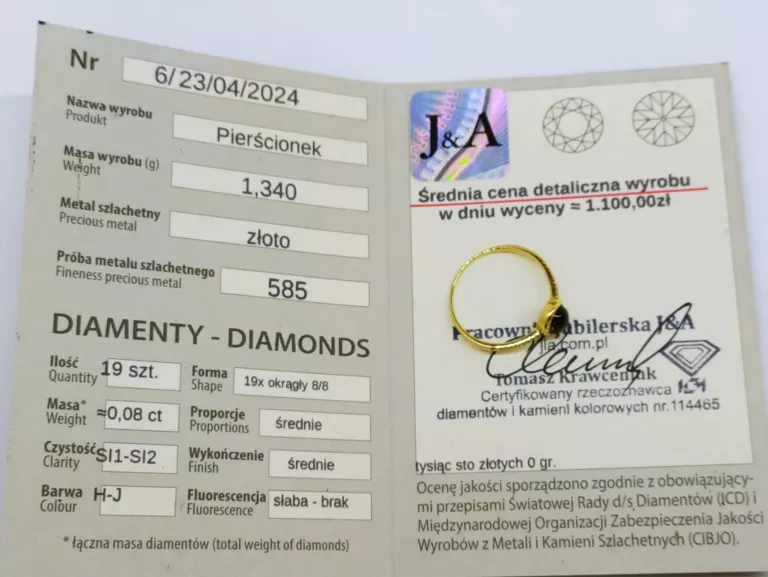 Nr 6/23/04/2024
Nazwa wyrobu
Produkt
Pierścionek
Masa wyrobu (g)
Weight
1,340
Metal szlachetny
Precious metal
złoto
Próba metalu szlachetnego
Fineness precious metal
585
DIAMENTY - DIAMONDS
Ilość
Quantity
19 szt.
Forma
Shape
19x okrągły 8/8
Masa*
Weight
≈0,08 ct
Proporcje
Proportions
średnie
Czystość
Clarity
SI1-SI2
Wykończenie
Finish
średnie
Barwa
Colour
H-J
Fluorescencja
Fluorescence
słaba - brak
* łączna masa diamentów (total weight of diamonds)
J&A
Średnia cena detaliczna wyrobu
w dniu wyceny ≈ 1.100,00zł
J&A
.com.pl
Tomasz
Certyfikowany rzeczoznawca
diamentów i kamieni kolorowych nr.114465
tysiąc sto złotych 0 gr.
Ocenę jakości sporządzono zgodnie z obowiązujący-
mi przepisami Światowej Rady d/s Diamentów (ICD) i
Międzynarodowej Organizacji Zabezpieczenia Jakości
Wyrobów z Metali i Kamieni Szlachetnych (CIBJO).